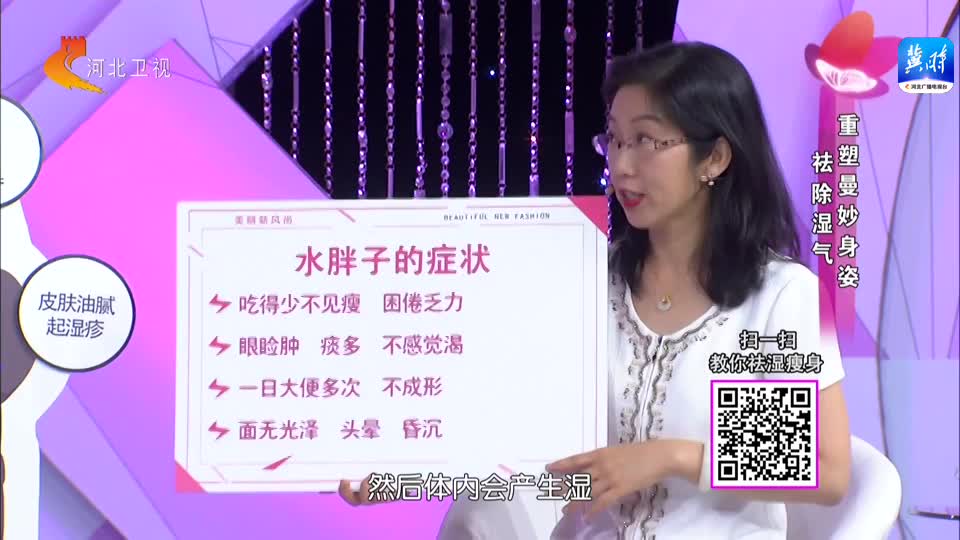 河北卫视
冀时
河北广播电视台
重塑曼妙身姿
祛除湿气
美丽新风尚
BEAUTIFUL NEW FASHION
水胖子的症状
吃得少不见瘦 困倦乏力
眼睑肿 痰多 不感觉渴
一日大便多次 不成形
面无光泽 头晕 昏沉
皮肤油腻
起湿疹
扫一扫
教你祛湿瘦身
然后体内会产生湿